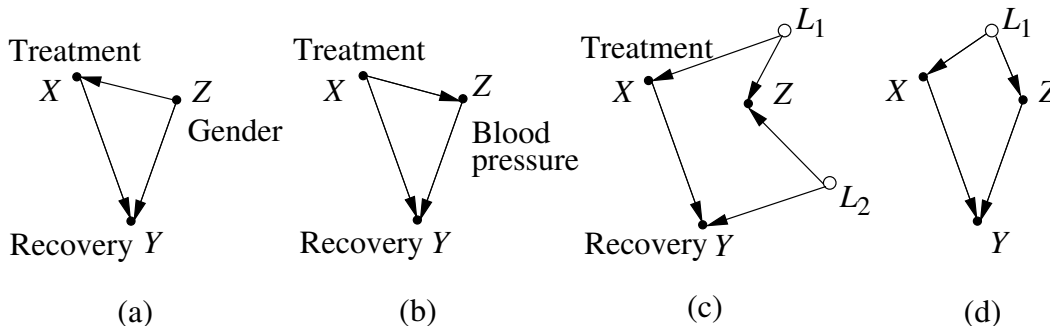 Treatment
X
Z
Gender
Recovery Y
(a)
Treatment
X
Z
Blood
pressure
Recovery Y
(b)
L1
Treatment
X
Z
L2
Recovery Y
(c)
L1
X
Z
Y
(d)